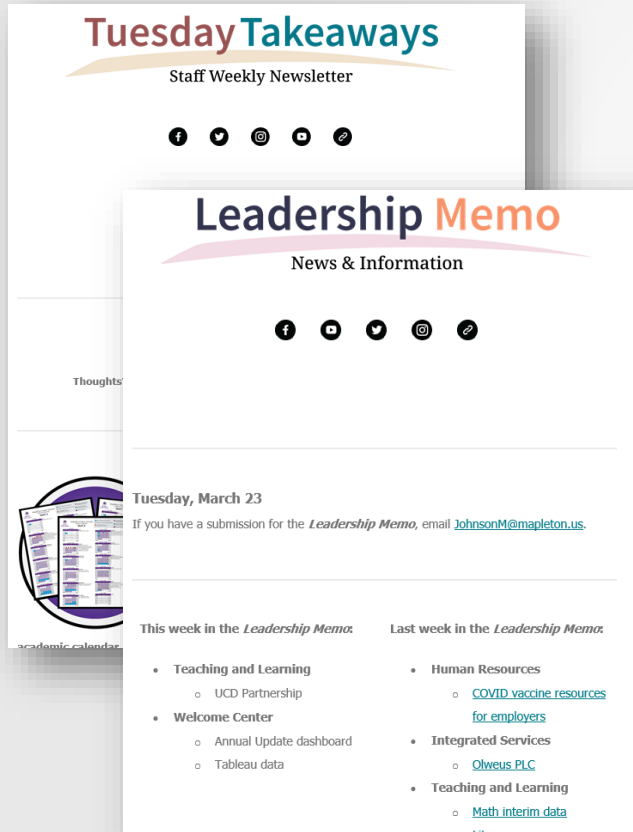 Tuesday Takeaways
Staff Weekly Newsletter
Thoughts
academic calendar
Leadership Memo
News & Information
Tuesday, March 23
If you have a submission for the Leadership Memo, email JohnsonM@mapleton.us.
This week in the Leadership Memo:
• Teaching and Learning
o UCD Partnership
• Welcome Center
o Annual Update dashboard
o Tableau data
Last week in the Leadership Memo:
• Human Resources
o COVID vaccine resources
for employers
• Integrated Services
o Olweus PLC
• Teaching and Learning
o Math interim data